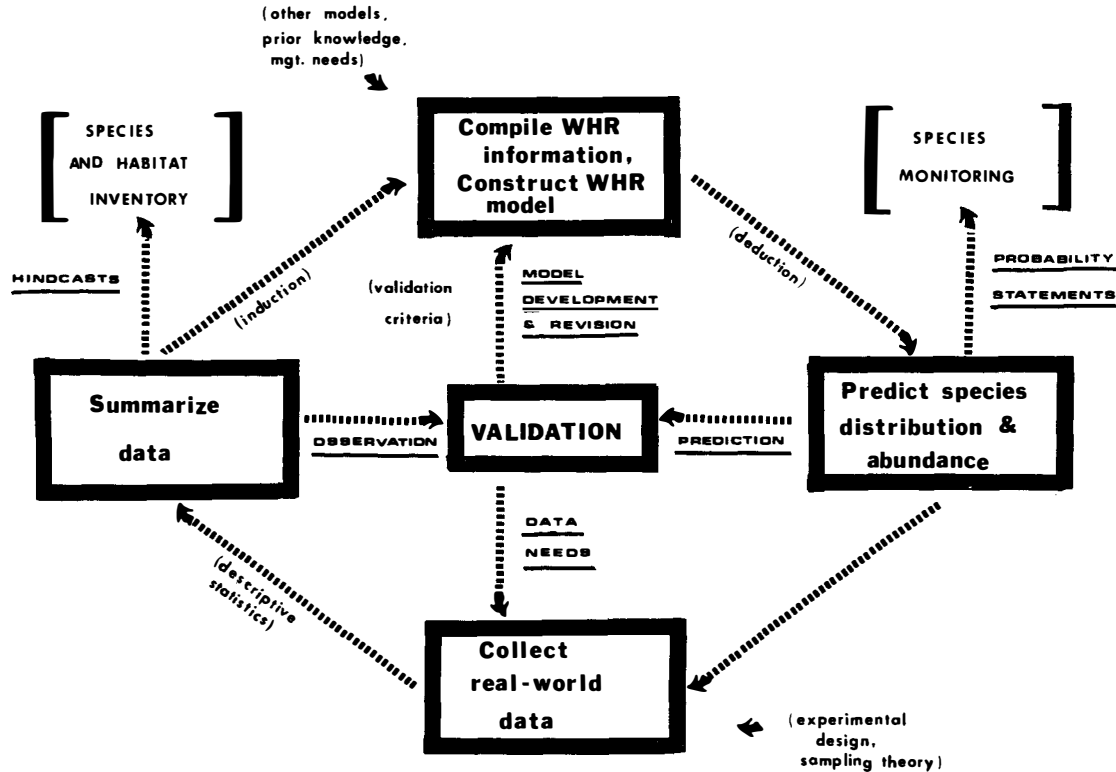 (other models,
prior knowledge,
mgt. needs)
SPECIES
AND HABITAT
INVENTORY
Compile WHR
information,
Construct WHR
model
SPECIES
MONITORING
HINDCASTS
(induction)
(validation
criteria)
MODEL
DEVELOPMENT
& REVISION
(deduction)
PROBABILITY
STATEMENTS
Summarize
data
OSSERVATION
VALIDATION
PREDICTION
Predict species
distribution &
abundance
(descriptive
statistics)
DATA
NEEDS
Collect
real-world
data
(experimental
design,
sampling theory)